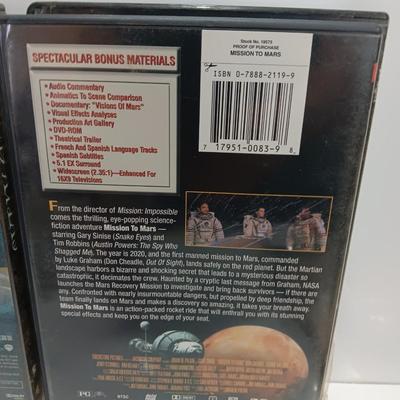 SPECTACULAR BONUS MATERIALS
• Audio Commentary
• Animatics To Scene Comparison
• Documentary: "Visions Of Mars"
• Visual Effects Analyses
• Production Art Gallery
• DVD-ROM
• Theatrical Trailer
• French And Spanish Language Tracks
• Spanish Subtitles
• 5.1 EX Surround
• Widescreen (2.35:1)—Enhanced For
16X9 Televisions
Stock No. 19573
PROOF OF PURCHASE
MISSION TO MARS
ISBN 0-7888-2119-9
7 17951 00839 8
From the director of Mission: Impossible
comes the thrilling, eye-popping science-
fiction adventure Mission To Mars —
starring Gary Sinise (Snake Eyes) and
Tim Robbins (Austin Powers: The Spy Who
Shagged Me). The year is 2020, and the first manned mission to Mars, commanded
by Luke Graham (Don Cheadle, Out Of Sight), lands safely on the red planet. But the Martian
landscape harbors a bizarre and shocking secret that leads to a mysterious disaster so
catastrophic, it decimates the crew. Haunted by a cryptic last message from Graham, NASA
launches the Mars Recovery Mission to investigate and bring back survivors — if there are
any. Confronted with nearly insurmountable dangers, but propelled by deep friendship, the
team finally lands on Mars and makes a discovery so amazing, it takes your breath away.
Mission To Mars is an action-packed rocket ride that will enthrall you with its stunning
special effects and keep you on the edge of your seat.
PG